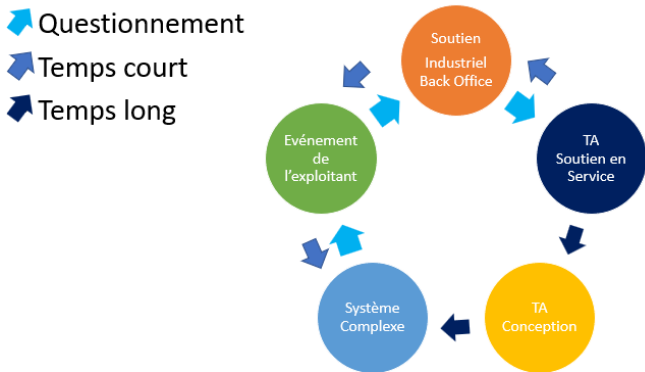 Questionnement
Temps court
Temps long
Soutien
Industriel
Back Office
Evénement
de
l'exploitant
TA
Soutien en
Service
Système
Complexe
TA
Conception